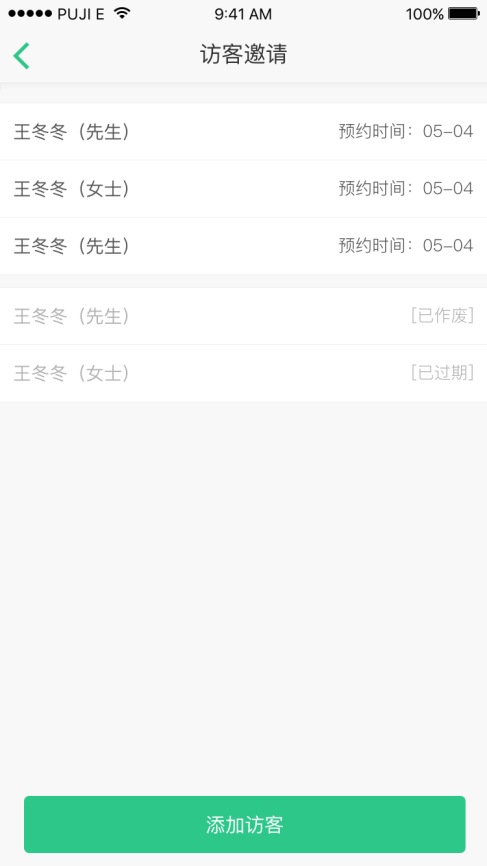 PUJI E 9:41 AM 100%
访客邀请
王冬冬（先生） 预约时间：05-04
王冬冬（女士） 预约时间：05-04
王冬冬（先生） 预约时间：05-04
王冬冬（先生） [已作废]
王冬冬（女士） [已过期]
添加访客